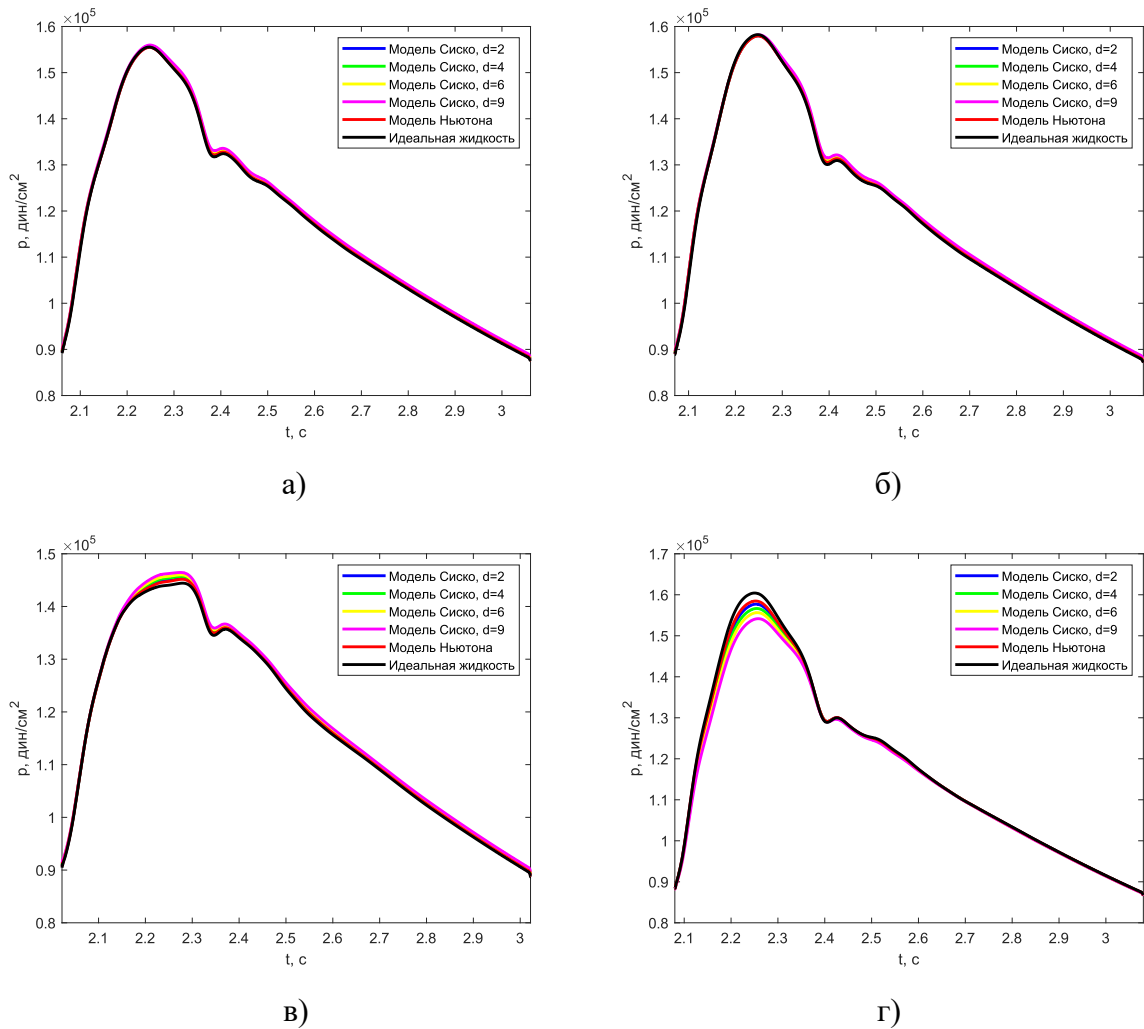 ×10⁵
1.6
1.5
1.4
1.3
1.2
1.1
1
0.9
0.8
p, дин/см²
2.1 2.2 2.3 2.4 2.5 2.6 2.7 2.8 2.9 3
t, с
Модель Сиско, d=2
Модель Сиско, d=4
Модель Сиско, d=6
Модель Сиско, d=9
Модель Ньютона
Идеальная жидкость
а)
×10⁵
1.6
1.5
1.4
1.3
1.2
1.1
1
0.9
0.8
p, дин/см²
2.1 2.2 2.3 2.4 2.5 2.6 2.7 2.8 2.9 3
t, с
Модель Сиско, d=2
Модель Сиско, d=4
Модель Сиско, d=6
Модель Сиско, d=9
Модель Ньютона
Идеальная жидкость
б)
×10⁵
1.5
1.4
1.3
1.2
1.1
1
0.9
0.8
p, дин/см²
2.1 2.2 2.3 2.4 2.5 2.6 2.7 2.8 2.9 3
t, с
Модель Сиско, d=2
Модель Сиско, d=4
Модель Сиско, d=6
Модель Сиско, d=9
Модель Ньютона
Идеальная жидкость
в)
×10⁵
1.7
1.6
1.5
1.4
1.3
1.2
1.1
1
0.9
0.8
p, дин/см²
2.1 2.2 2.3 2.4 2.5 2.6 2.7 2.8 2.9 3
t, с
Модель Сиско, d=2
Модель Сиско, d=4
Модель Сиско, d=6
Модель Сиско, d=9
Модель Ньютона
Идеальная жидкость
г)